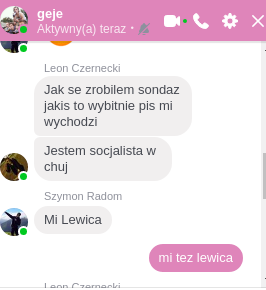 geje
Aktywny(a) teraz
Leon Czernecki
Jak se zrobilem sondaz
jakis to wybitnie pis mi
wychodzi
Jestem socjalista w
chuj
Szymon Radom
Mi Lewica
mi tez lewica
Leon Czernecki